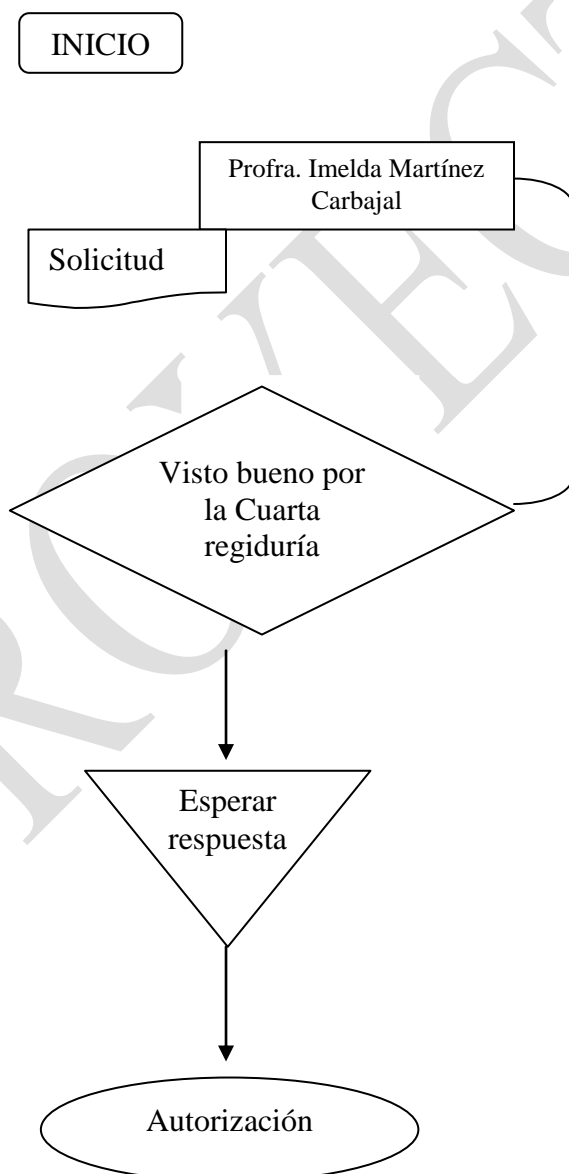 INICIO
Profra. Imelda Martínez
Carbajal
Solicitud
Visto bueno por
la Cuarta
regiduría
Esperar
respuesta
Autorización